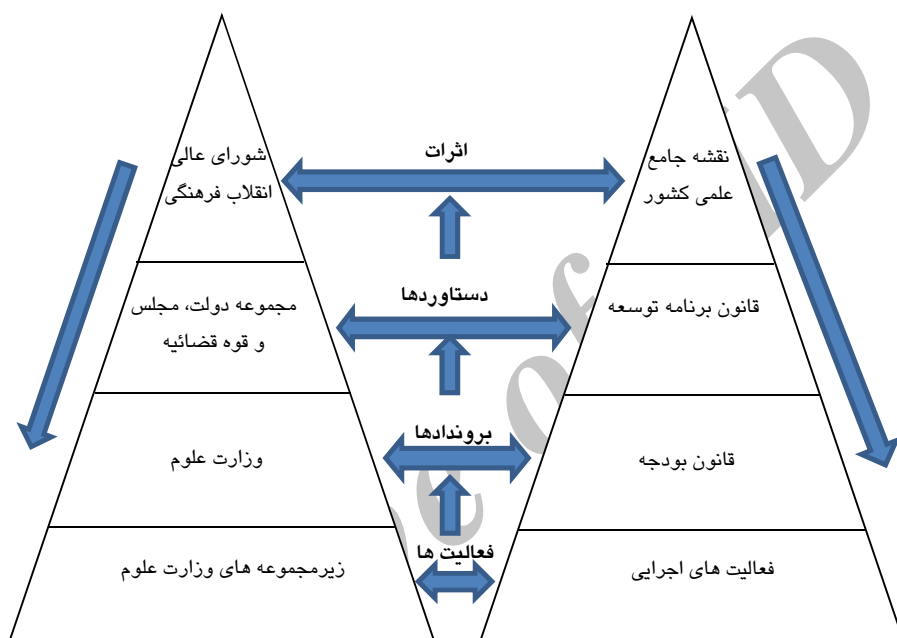 اثرات
نقشه جامع
علمی کشور
شورای عالی
انقلاب فرهنگی
دستاوردها
قانون برنامه توسعه
مجموعه دولت، مجلس
و قوه قضائیه
بروندادها
قانون بودجه
وزارت علوم
فعالیت ها
فعالیت های اجرایی
زیرمجموعه های وزارت علوم